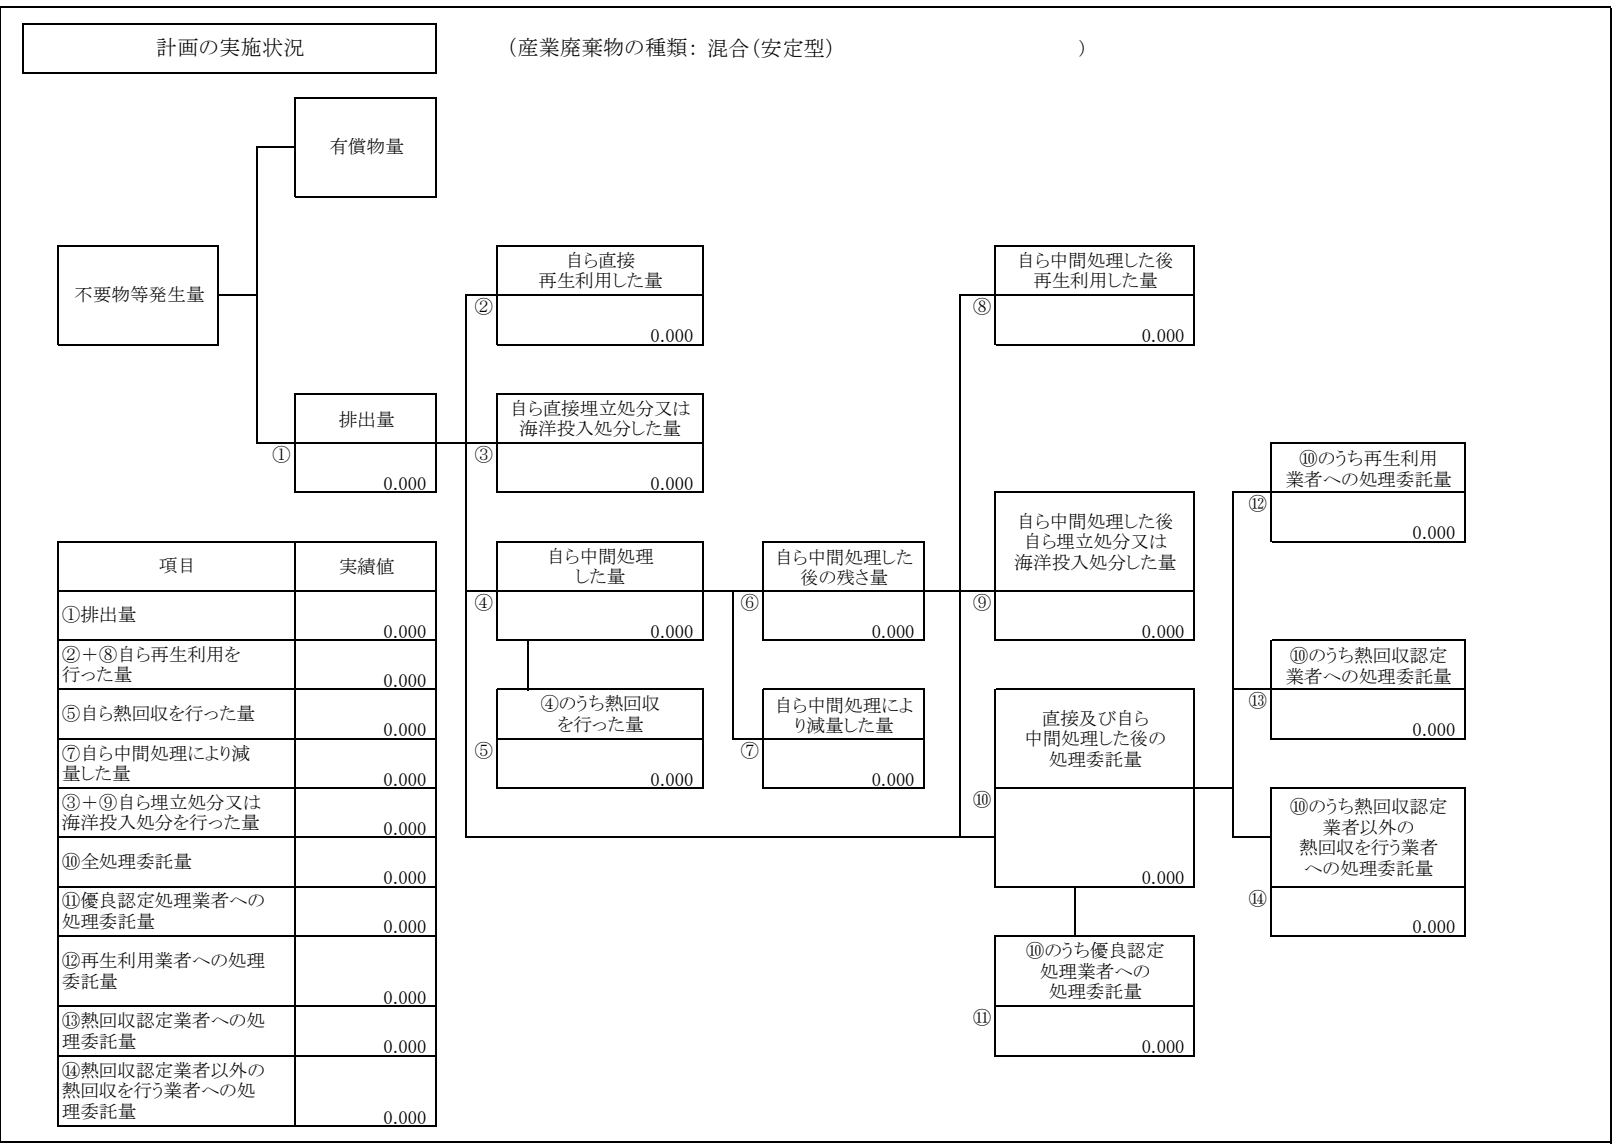 計画の実施状況
（産業廃棄物の種類：混合（安定型）　　　　　　　　　　）
有償物量
不要物等発生量
自ら直接
再生利用した量
②
0.000
自ら中間処理した後
再生利用した量
⑧
0.000
排出量
①
0.000
自ら直接埋立処分又は
海洋投入処分した量
③
0.000
⑩のうち再生利用
業者への処理委託量
⑫
0.000
自ら中間処理
した量
④
0.000
自ら中間処理した
後の残さ量
⑥
0.000
自ら中間処理した後
自ら埋立処分又は
海洋投入処分した量
⑨
0.000
⑩のうち熱回収認定
業者への処理委託量
⑬
0.000
④のうち熱回収
を行った量
⑤
0.000
自ら中間処理によ
り減量した量
⑦
0.000
直接及び自ら
中間処理した後の
処理委託量
⑩
0.000
⑩のうち熱回収認定
業者以外の
熱回収を行う業者
への処理委託量
⑭
0.000
⑩のうち優良認定
処理業者への
処理委託量
⑪
0.000
項目 実績値
①排出量
0.000
②＋⑧自ら再生利用を
行った量
0.000
⑤自ら熱回収を行った量
0.000
⑦自ら中間処理により減
量した量
0.000
③＋⑨自ら埋立処分又は
海洋投入処分を行った量
0.000
⑩全処理委託量
0.000
⑪優良認定処理業者への
処理委託量
0.000
⑫再生利用業者への処理
委託量
0.000
⑬熱回収認定業者への処
理委託量
0.000
⑭熱回収認定業者以外の
熱回収を行う業者への処
理委託量
0.000